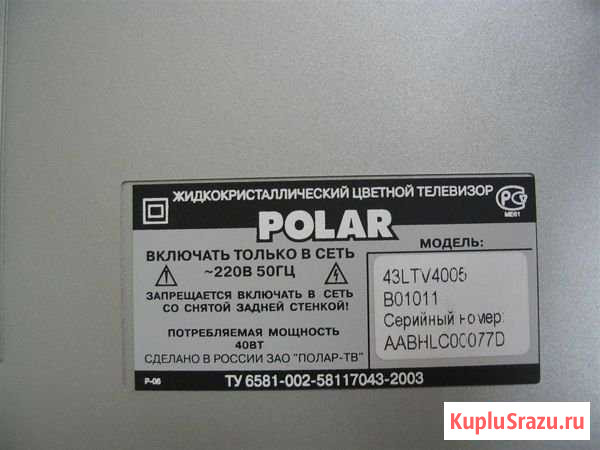 ЖИДКОКРИСТАЛЛИЧЕСКИЙ ЦВЕТНОЙ ТЕЛЕВИЗОР
РСТ
МЕ61
POLAR
ВКЛЮЧАТЬ ТОЛЬКО В СЕТЬ
~220В 50ГЦ
ЗАПРЕЩАЕТСЯ ВКЛЮЧАТЬ В СЕТЬ
СО СНЯТОЙ ЗАДНЕЙ СТЕНКОЙ!
ПОТРЕБЛЯЕМАЯ МОЩНОСТЬ
40ВТ
СДЕЛАНО В РОССИИ ЗАО "ПОЛАР-ТВ"
МОДЕЛЬ:
43LTV4005
B01011
Серийный номер:
AABHLC00077D
Р-06
ТУ 6581-002-58117043-2003
KupluSrazu.ru